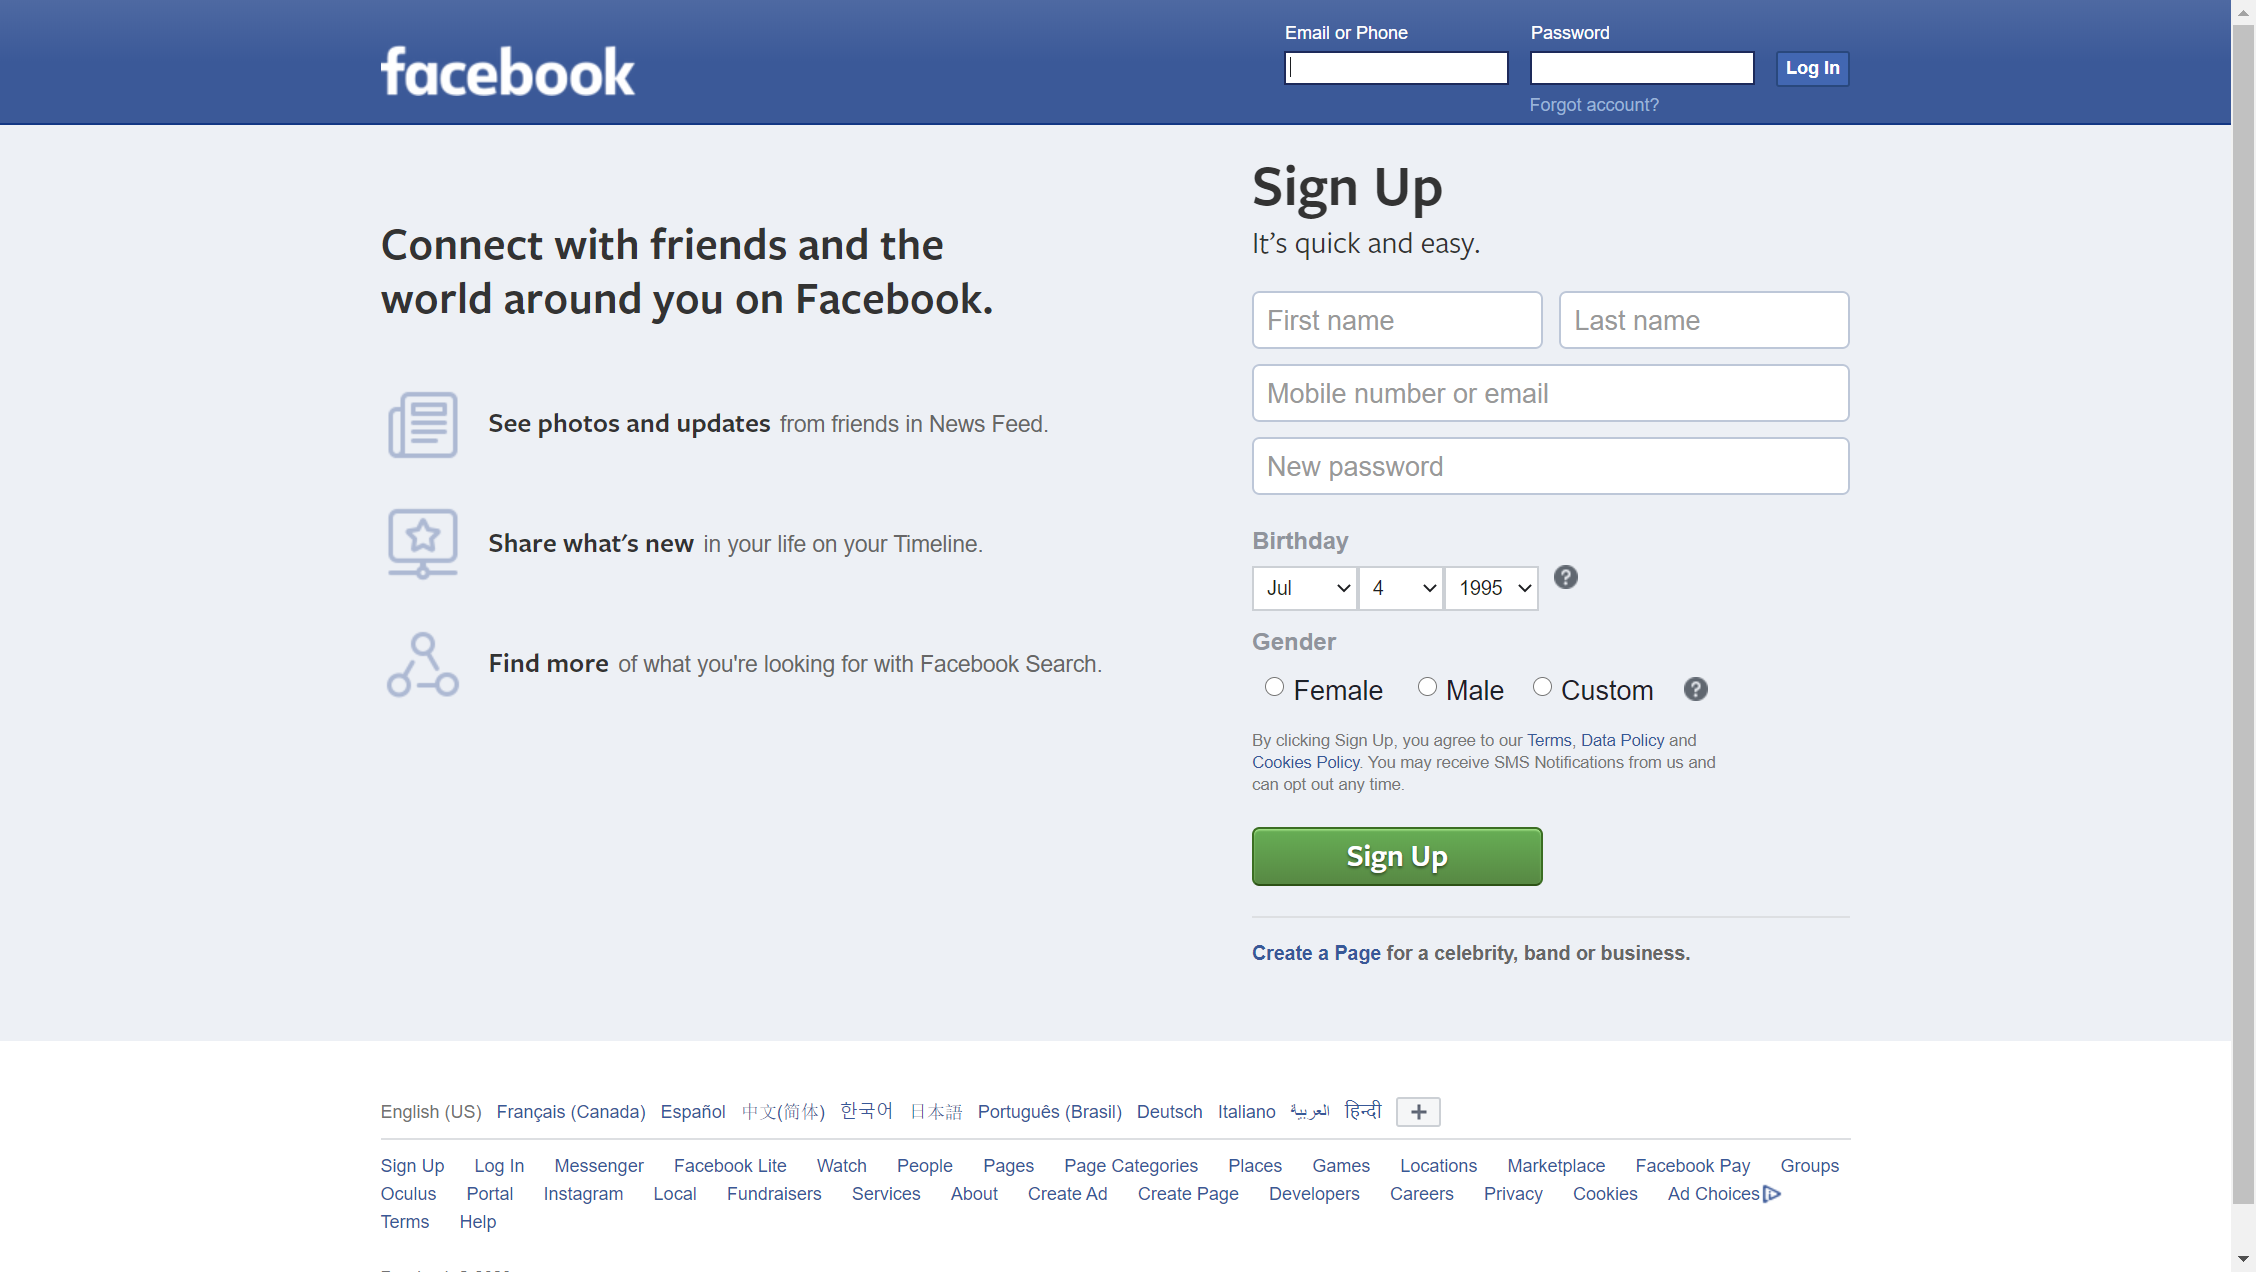 facebook
Email or Phone
Password
Log In
Forgot account?
Connect with friends and the
world around you on Facebook.
See photos and updates from friends in News Feed.
Share what's new in your life on your Timeline.
Find more of what you're looking for with Facebook Search.
Sign Up
It's quick and easy.
First name
Last name
Mobile number or email
New password
Birthday
Jul 4 1995 ?
Gender
Female Male Custom ?
By clicking Sign Up, you agree to our Terms, Data Policy and
Cookies Policy. You may receive SMS Notifications from us and
can opt out any time.
Sign Up
Create a Page for a celebrity, band or business.
English (US) Français (Canada) Español 中文(简体) 한국어 日本語 Português (Brasil) Deutsch Italiano العربية हिन्दी +
Sign Up Log In Messenger Facebook Lite Watch People Pages Page Categories Places Games Locations Marketplace Facebook Pay Groups
Oculus Portal Instagram Local Fundraisers Services About Create Ad Create Page Developers Careers Privacy Cookies Ad Choices
Terms Help